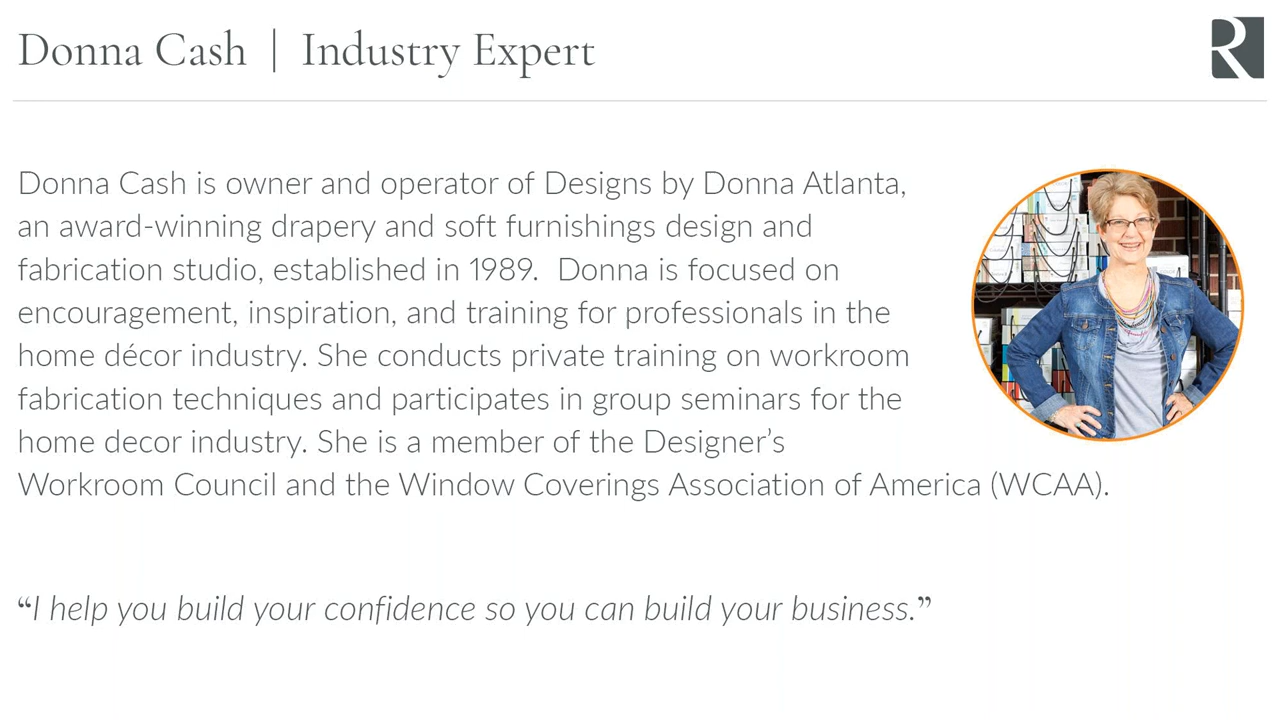 Donna Cash | Industry Expert
R
Donna Cash is owner and operator of Designs by Donna Atlanta,
an award-winning drapery and soft furnishings design and
fabrication studio, established in 1989.  Donna is focused on
encouragement, inspiration, and training for professionals in the
home décor industry. She conducts private training on workroom
fabrication techniques and participates in group seminars for the
home decor industry. She is a member of the Designer’s
Workroom Council and the Window Coverings Association of America (WCAA).
“I help you build your confidence so you can build your business.”